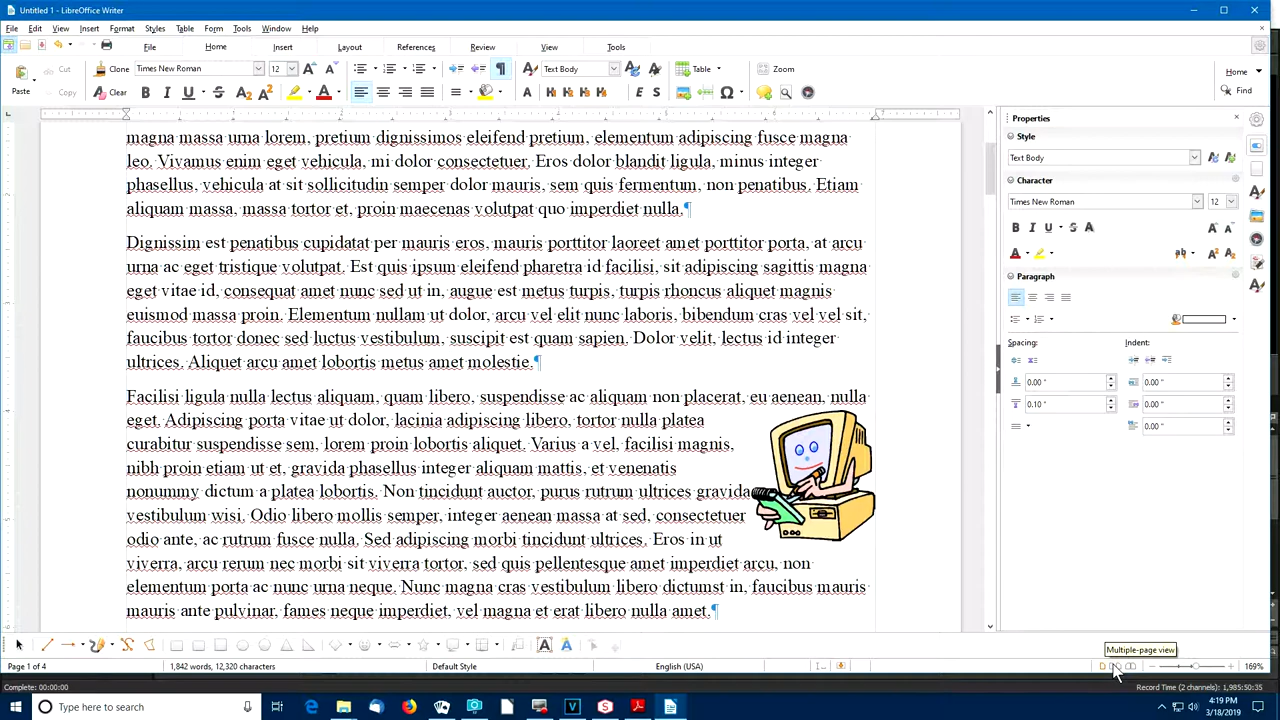 Untitled 1 - LibreOffice Writer
File Edit View Insert Format Styles Table Form Tools Window Help
File Home Insert Layout References Review View Tools
Cut Clone Times New Roman 12 Text Body Table Zoom Home
Paste Copy Clear Find
magna massa urna lorem, pretium dignissimos eleifend pretium, elementum adipiscing fusce magna
leo. Vivamus enim eget vehicula, mi dolor consectetuer. Eros dolor blandit ligula, minus integer
phasellus, vehicula at sit sollicitudin semper dolor mauris, sem quis fermentum, non penatibus. Etiam
aliquam massa, massa tortor et, proin maecenas volutpat quo imperdiet nulla.¶
Dignissim est penatibus cupidatat per mauris eros, mauris porttitor laoreet amet porttitor porta, at arcu
urna ac eget tristique volutpat. Est quis ipsum eleifend pharetra id facilisi, sit adipiscing sagittis magna
eget vitae id, consequat amet nunc sed ut in, augue est metus turpis, turpis rhoncus aliquet magnis
euismod massa proin. Elementum nullam ut dolor, arcu vel elit nunc laboris, bibendum cras vel vel sit,
faucibus tortor donec sed luctus vestibulum, suscipit est quam sapien. Dolor velit, lectus id integer
ultrices. Aliquet arcu amet lobortis metus amet molestie.¶
Facilisi ligula nulla lectus aliquam, quam libero, suspendisse ac aliquam non placerat, eu aenean, nulla
eget. Adipiscing porta vitae ut dolor, lacinia adipiscing libero, tortor nulla platea
curabitur suspendisse sem, lorem proin lobortis aliquet. Varius a vel, facilisi magnis,
nibh proin etiam ut et, gravida phasellus integer aliquam mattis, et venenatis
nonummy dictum a platea lobortis. Non tincidunt auctor, purus rutrum ultrices gravida
vestibulum wisi. Odio libero mollis semper, integer aenean massa at sed, consectetuer
odio ante, ac rutrum fusce nulla. Sed adipiscing morbi tincidunt ultrices. Eros in ut
viverra, arcu rerum nec morbi sit viverra tortor, sed quis pellentesque amet imperdiet arcu, non
elementum porta ac nunc urna neque. Nunc magna cras vestibulum libero dictumst in, faucibus mauris
mauris ante pulvinar, fames neque imperdiet, vel magna et erat libero nulla amet.¶
Properties
Style
Text Body
Character
Times New Roman 12
Paragraph
Spacing: Indent:
0.00 " 0.00 "
0.10 " 0.00 "
0.00 "
Multiple-page view
Page 1 of 4 1,842 words, 12,320 characters Default Style English (USA) 169%
Complete: 00:00:00 Record Time (2 channels): 1,985:50:35
Type here to search
4:19 PM
3/18/2019